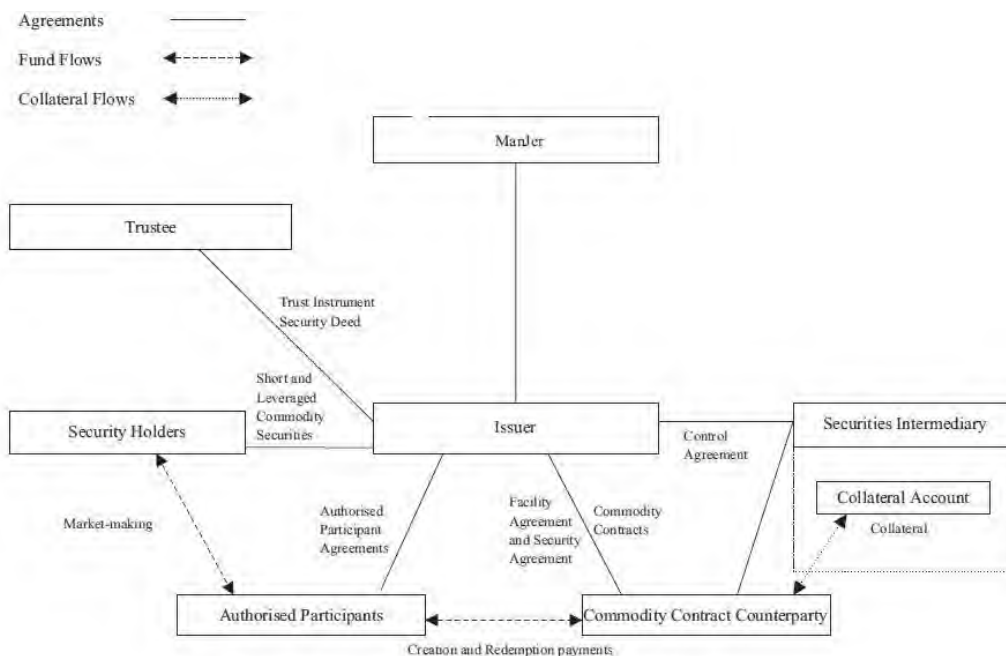 Agreements
Fund Flows
Collateral Flows
ManJer
Trustee
Trust Instrument
Security Deed
Short and
Leveraged
Commodity
Securities
Security Holders
Issuer
Securities Intermediary
Control
Agreement
Collateral Account
Collateral
Market-making
Authorised
Participant
Agreements
Facility
Agreement
and Security
Agreement
Commodity
Contracts
Authorised Participants
Commodity Contract Counterparty
Creation and Redemption payments